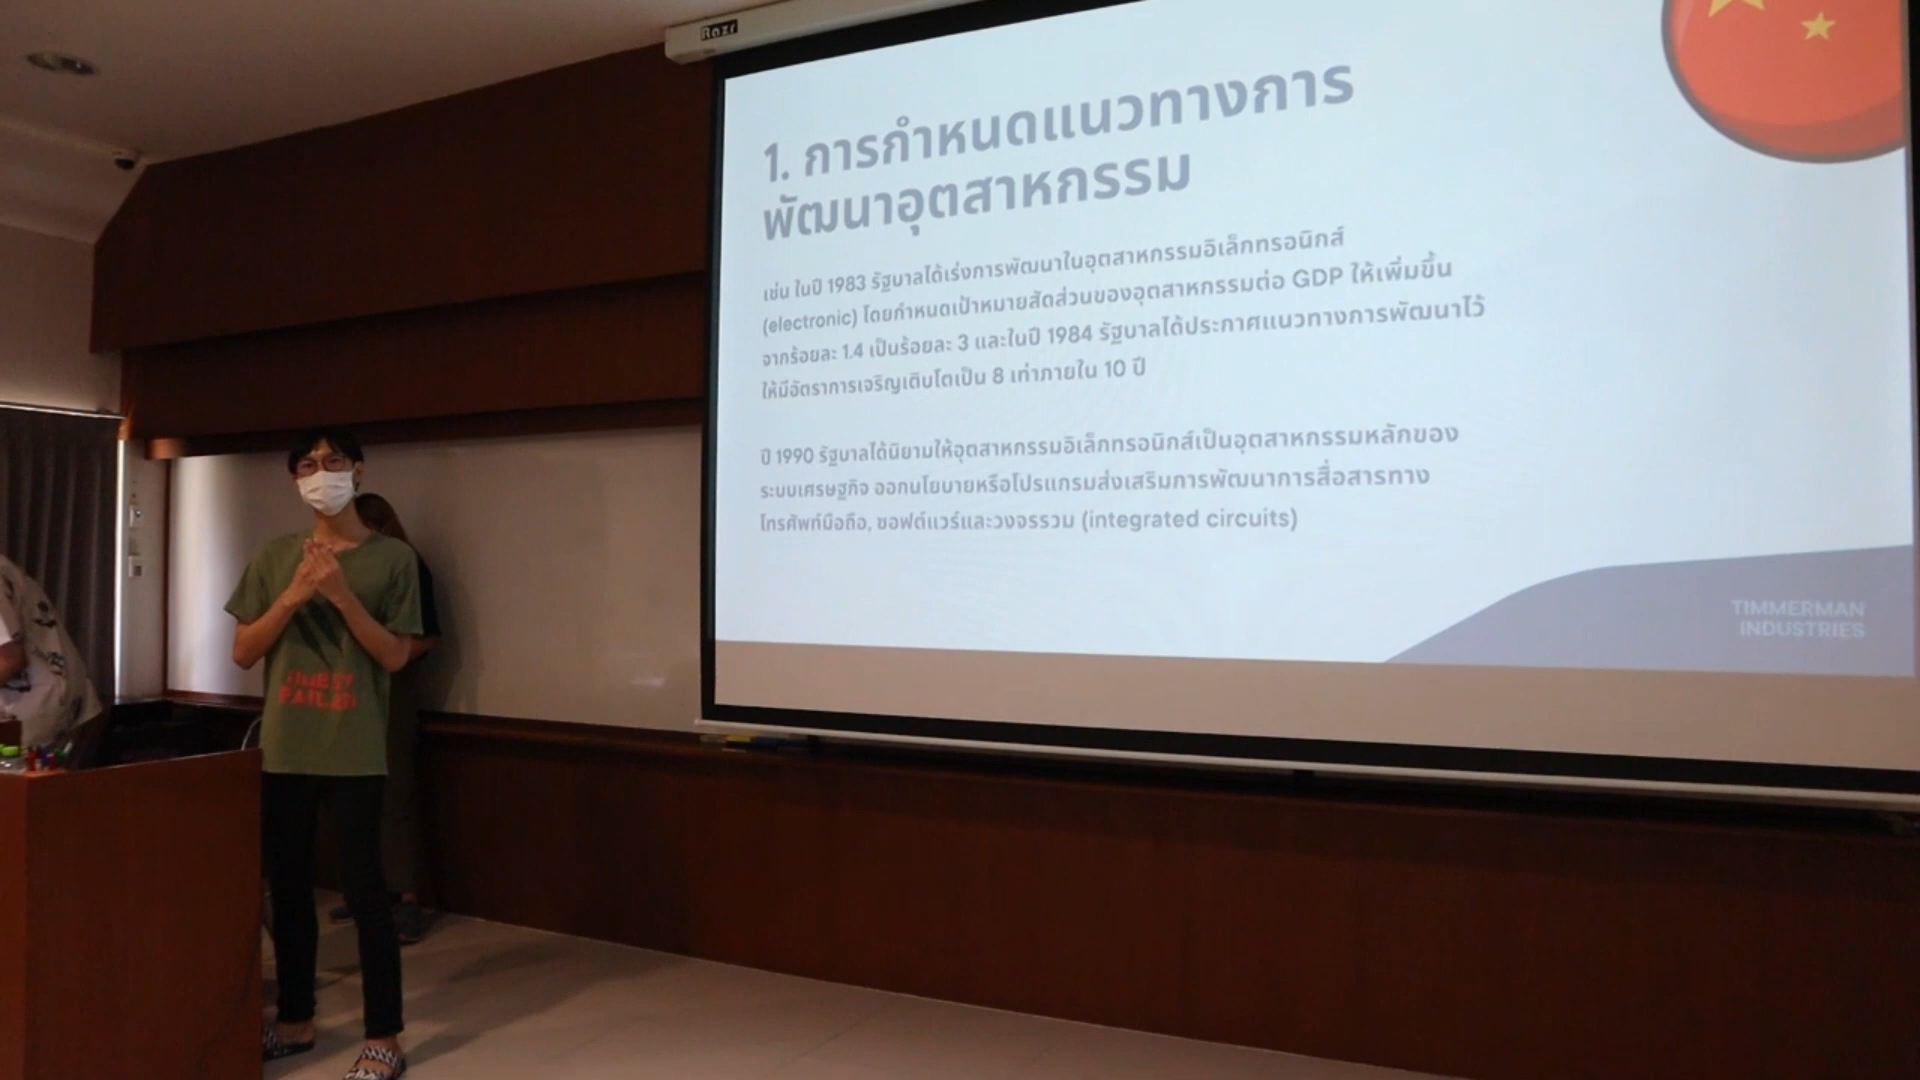 Razr
1. การกำหนดแนวทางการ
พัฒนาอุตสาหกรรม
เช่น ในปี 1983 รัฐบาลได้เร่งการพัฒนาในอุตสาหกรรมอิเล็กทรอนิกส์
(electronic) โดยกำหนดเป้าหมายสัดส่วนของอุตสาหกรรมต่อ GDP ให้เพิ่มขึ้น
จากร้อยละ 1.4 เป็นร้อยละ 3 และในปี 1984 รัฐบาลได้ประกาศแนวทางการพัฒนาไว้
ให้มีอัตราการเจริญเติบโตเป็น 8 เท่าภายใน 10 ปี
ปี 1990 รัฐบาลได้นิยามให้อุตสาหกรรมอิเล็กทรอนิกส์เป็นอุตสาหกรรมหลักของ
ระบบเศรษฐกิจ ออกนโยบายหรือโปรแกรมส่งเสริมการพัฒนาการสื่อสารทาง
โทรศัพท์มือถือ, ซอฟต์แวร์และวงจรรวม (integrated circuits)
TIMMERMAN
INDUSTRIES